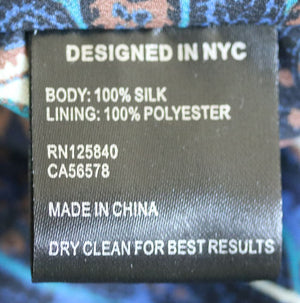 DESIGNED IN NYC
BODY: 100% SILK
LINING: 100% POLYESTER
RN125840
CA56578
MADE IN CHINA
DRY CLEAN FOR BEST RESULTS